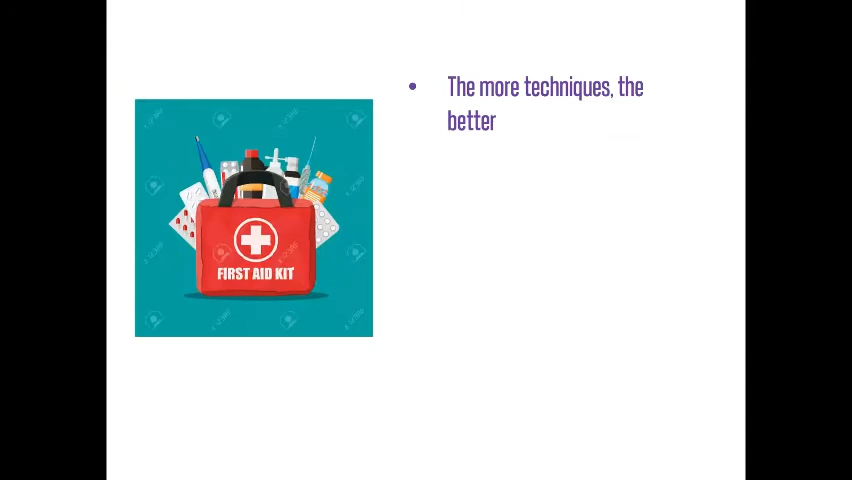 • The more techniques, the
better
FIRST AID KIT